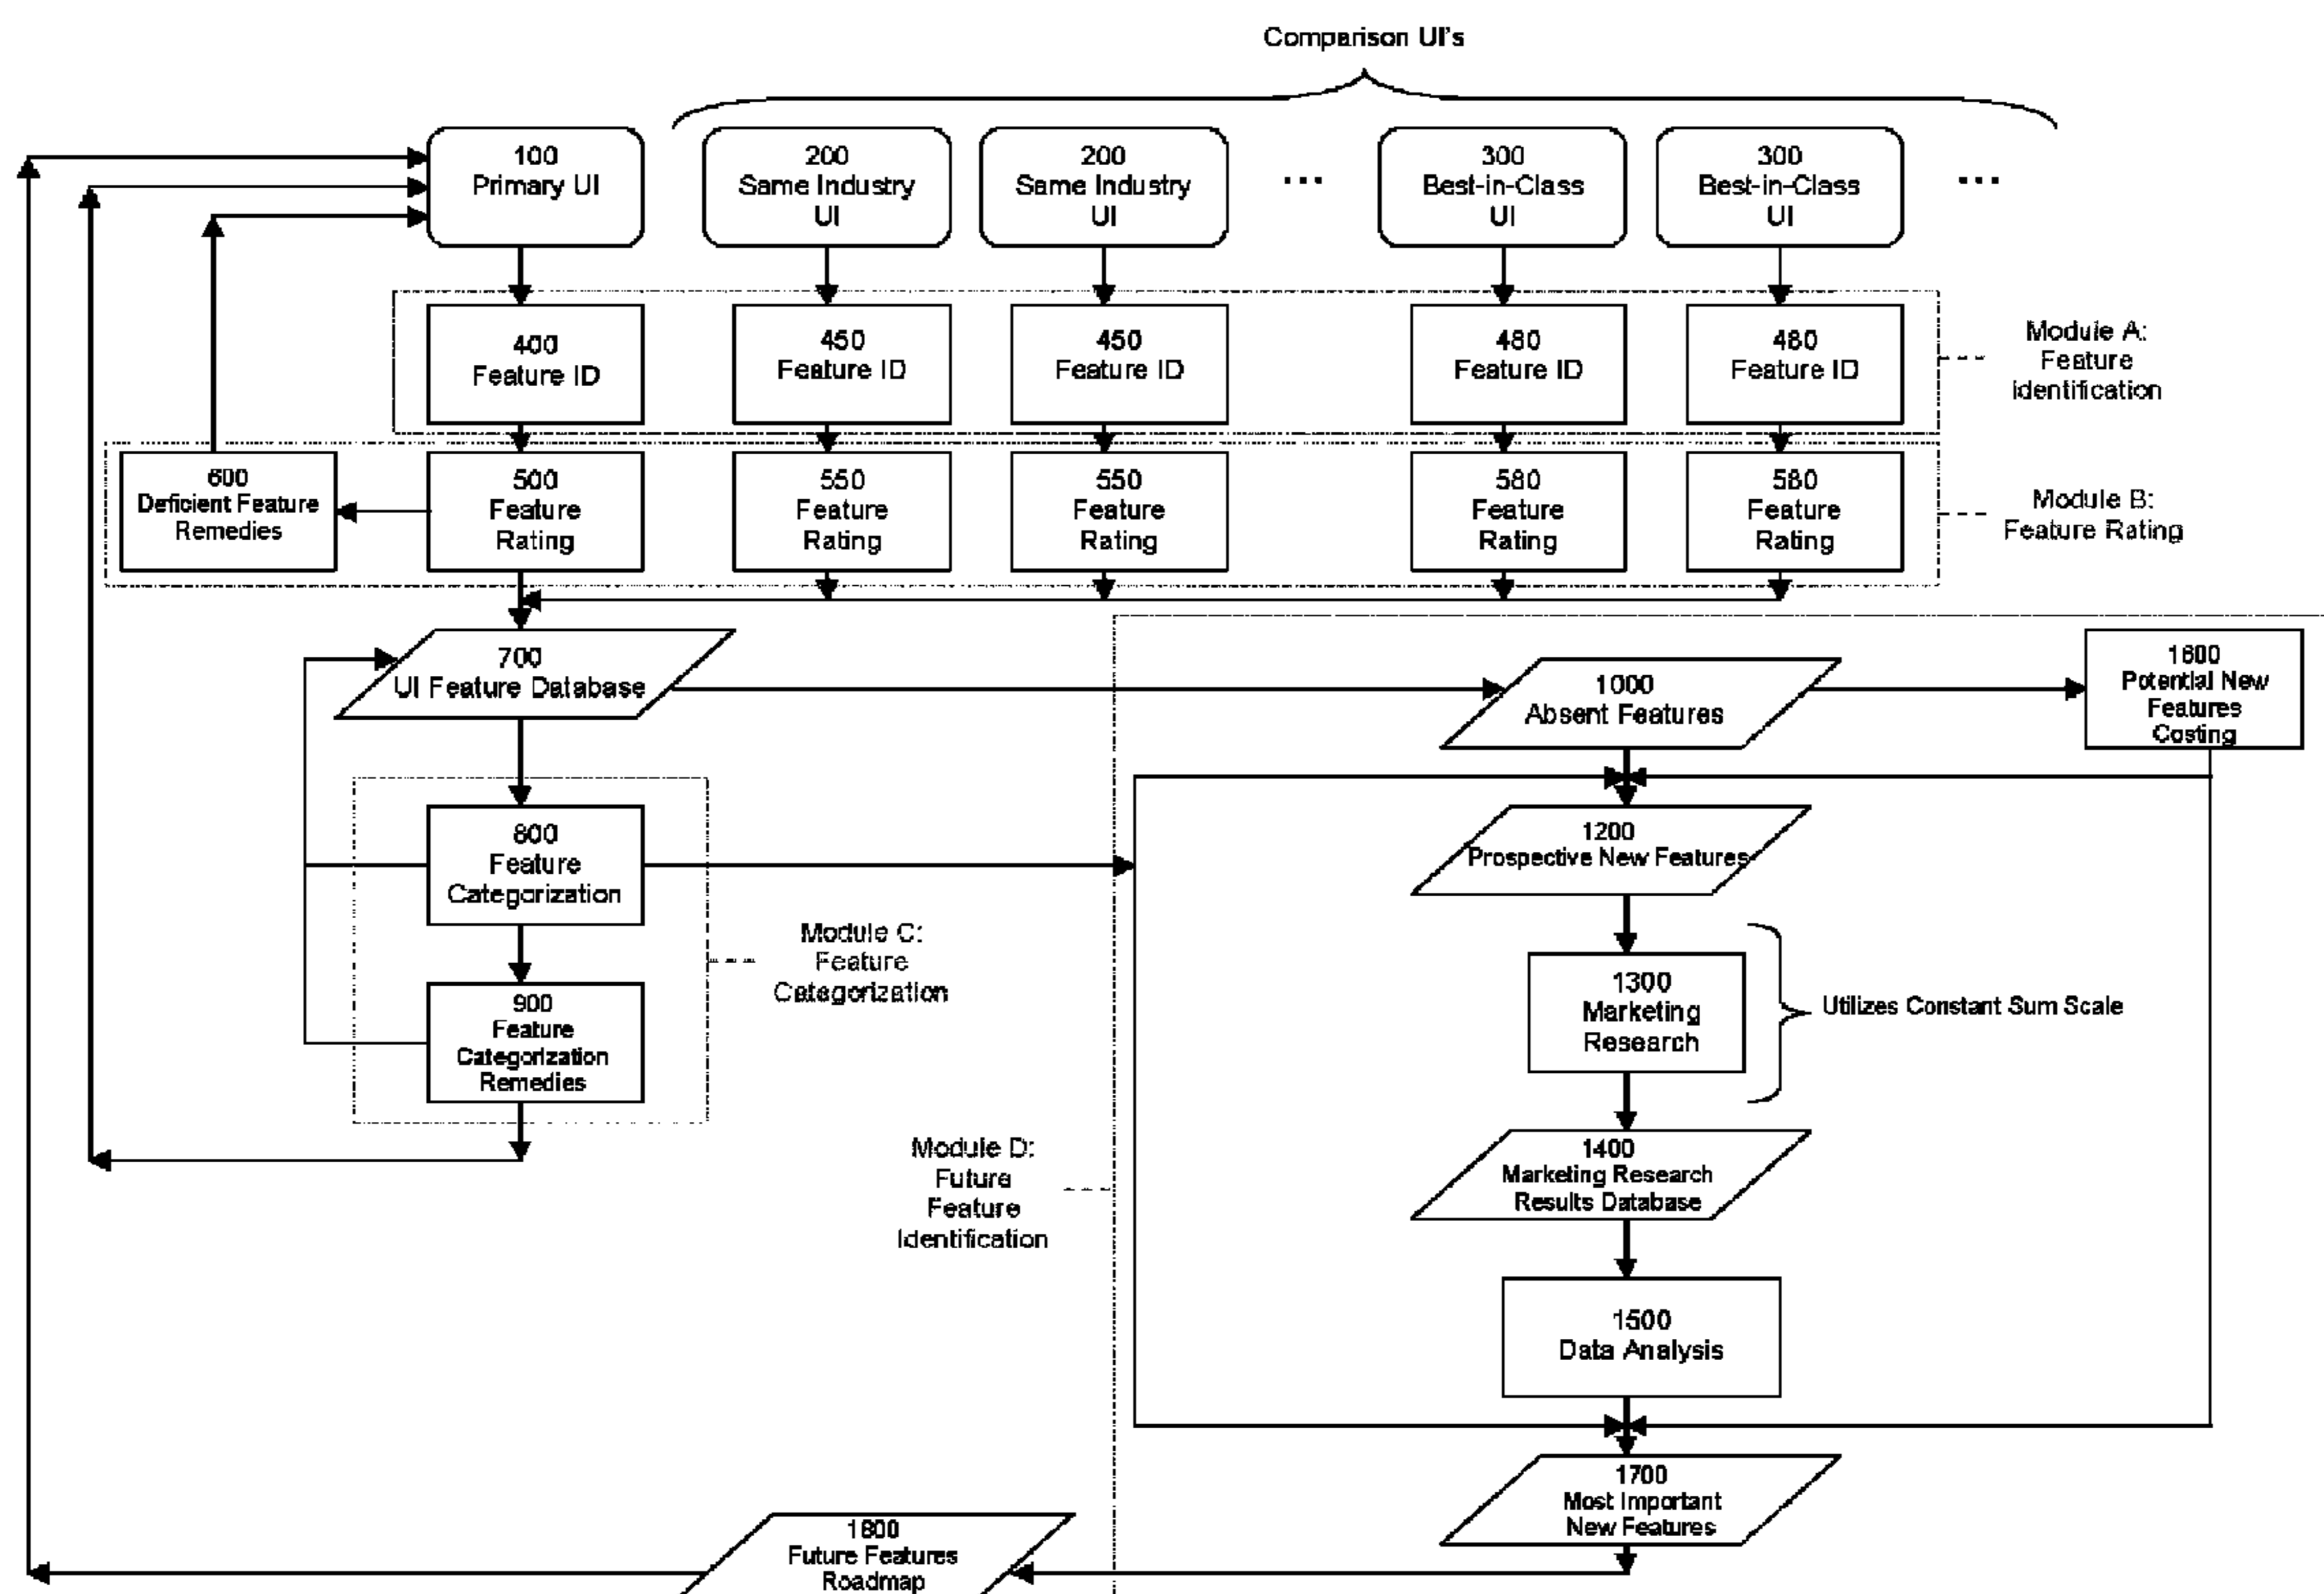 Comparison UI's
100
Primary UI
200
Same Industry
UI
200
Same Industry
UI
...
300
Best-in-Class
UI
300
Best-in-Class
UI
...
400
Feature ID
450
Feature ID
450
Feature ID
480
Feature ID
480
Feature ID
Module A:
Feature
Identification
600
Deficient Feature
Remedies
500
Feature
Rating
550
Feature
Rating
550
Feature
Rating
580
Feature
Rating
580
Feature
Rating
Module B:
Feature Rating
700
UI Feature Database
1000
Absent Features
1600
Potential New
Features
Costing
800
Feature
Categorization
1200
Prospective New Features
Module C:
Feature
Categorization
900
Feature
Categorization
Remedies
1300
Marketing
Research
Utilizes Constant Sum Scale
Module D:
Future
Feature
Identification
1400
Marketing Research
Results Database
1500
Data Analysis
1700
Most Important
New Features
1800
Future Features
Roadmap